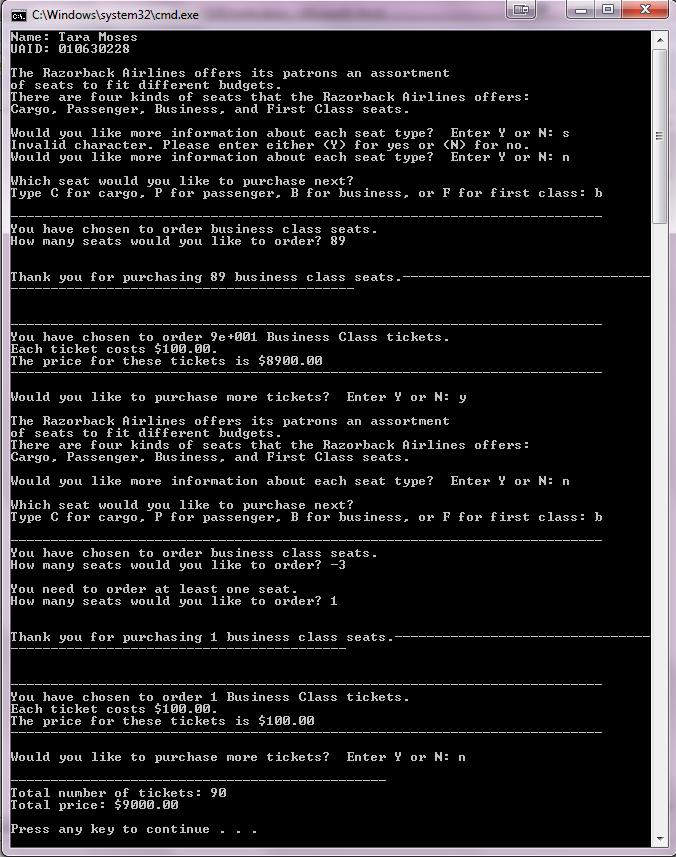 C:\Windows\system32\cmd.exe
Name: Tara Moses
UAID: 010630228
The Razorback Airlines offers its patrons an assortment
of seats to fit different budgets.
There are four kinds of seats that the Razorback Airlines offers:
Cargo, Passenger, Business, and First Class seats.
Would you like more information about each seat type?  Enter Y or N: s
Invalid character. Please enter either (Y) for yes or (N) for no.
Would you like more information about each seat type?  Enter Y or N: n
Which seat would you like to purchase next?
Type C for cargo, P for passenger, B for business, or F for first class: b
--------------------------------------------------------------------------
You have chosen to order business class seats.
How many seats would you like to order? 89
Thank you for purchasing 89 business class seats.-------------------------------
-------------------------------------------
--------------------------------------------------------------------------
You have chosen to order 9e+001 Business Class tickets.
Each ticket costs $100.00.
The price for these tickets is $8900.00
--------------------------------------------------------------------------
Would you like to purchase more tickets?  Enter Y or N: y
The Razorback Airlines offers its patrons an assortment
of seats to fit different budgets.
There are four kinds of seats that the Razorback Airlines offers:
Cargo, Passenger, Business, and First Class seats.
Would you like more information about each seat type?  Enter Y or N: n
Which seat would you like to purchase next?
Type C for cargo, P for passenger, B for business, or F for first class: b
--------------------------------------------------------------------------
You have chosen to order business class seats.
How many seats would you like to order? -3
You need to order at least one seat.
How many seats would you like to order? 1
Thank you for purchasing 1 business class seats.--------------------------------
------------------------------------------
--------------------------------------------------------------------------
You have chosen to order 1 Business Class tickets.
Each ticket costs $100.00.
The price for these tickets is $100.00
--------------------------------------------------------------------------
Would you like to purchase more tickets?  Enter Y or N: n
-----------------------------------------------
Total number of tickets: 90
Total price: $9000.00
Press any key to continue . . .